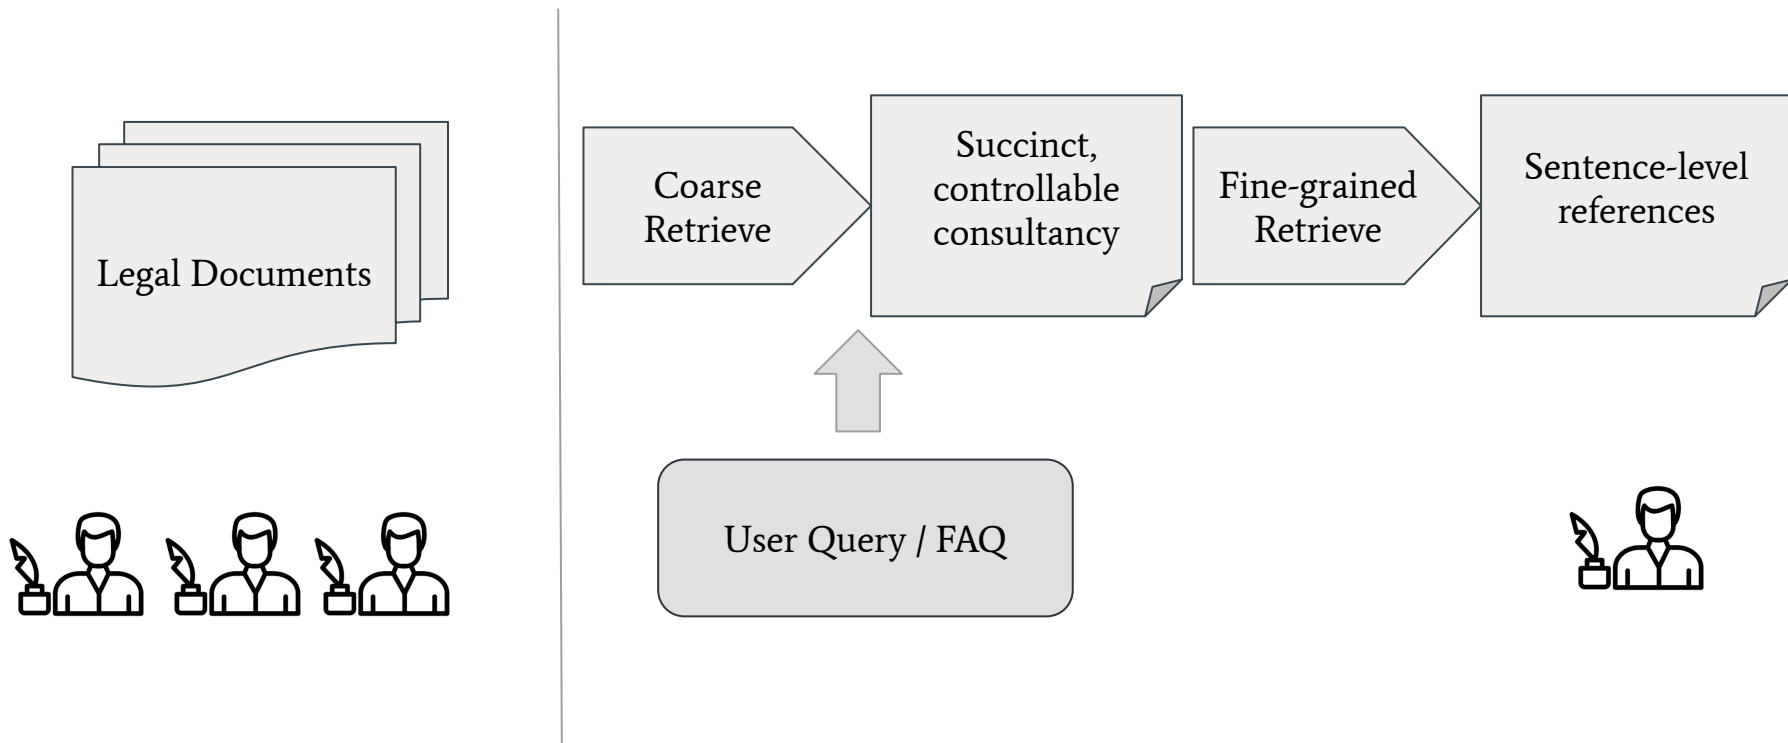 Legal Documents
Coarse
Retrieve
Succinct,
controllable
consultancy
Fine-grained
Retrieve
Sentence-level
references
User Query / FAQ